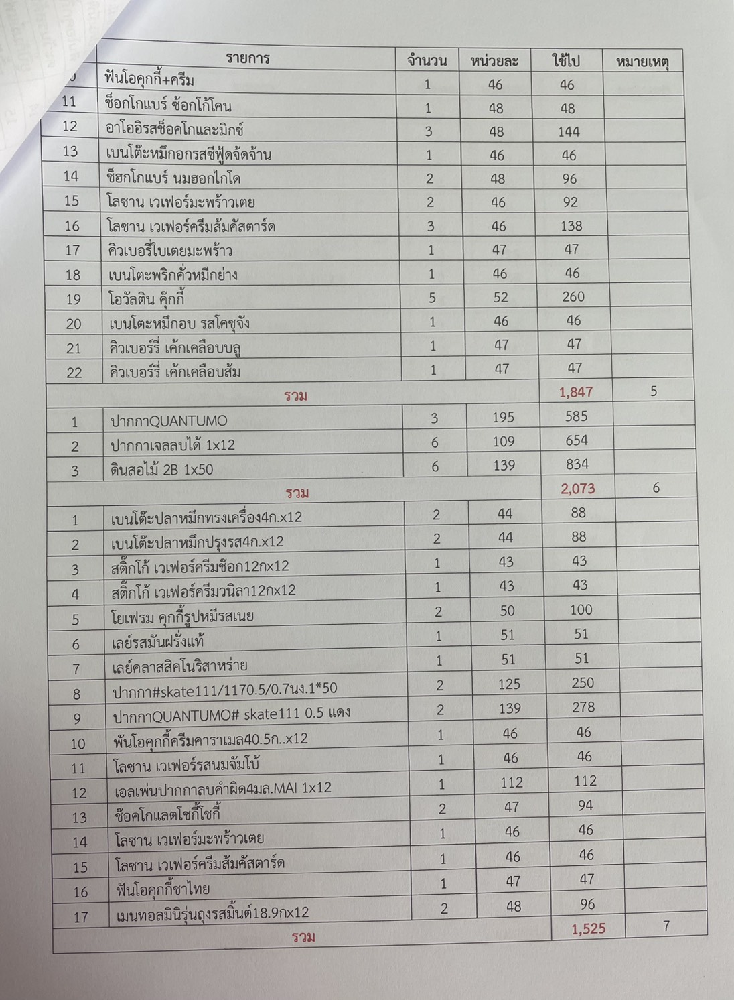 รายการ จำนวน หน่วยละ ใช้ไป หมายเหตุ
ฟันโอคุกกี้+ครีม 1 46 46
11 ช็อกโกแบร์ ช้อกโก้โคน 1 48 48
12 อาโออิรสช็อคโกและมิกซ์ 3 48 144
13 เบนโต๊ะหมึกอกรสซีฟู้ดจ้ดจ้าน 1 46 46
14 ช็ฮกโกแบร์ นมฮอกไกโด 2 48 96
15 โลซาน เวเฟอร์มะพร้าวเตย 2 46 92
16 โลซาน เวเฟอร์ครีมส้มคัสตาร์ด 3 46 138
17 คิวเบอรี่ใบเตยมะพร้าว 1 47 47
18 เบนโตะพริกคั่วหมึกย่าง 1 46 46
19 โอวัลติน คุ๊กกี้ 5 52 260
20 เบนโตะหมึกอบ รสโคชุจัง 1 46 46
21 คิวเบอร์รี่ เค้กเคลือบบลู 1 47 47
22 คิวเบอร์รี่ เค้กเคลือบส้ม 1 47 47
รวม 1,847 5
1 ปากกาQUANTUMO 3 195 585
2 ปากกาเจลลบได้ 1x12 6 109 654
3 ดินสอไม้ 2B 1x50 6 139 834
รวม 2,073 6
1 เบนโต๊ะปลาหมึกทรงเครื่อง4ก.x12 2 44 88
2 เบนโต๊ะปลาหมึกปรุงรส4ก.x12 2 44 88
3 สติ๊กโก้ เวเฟอร์ครีมช๊อก12กx12 1 43 43
4 สติ๊กโก้ เวเฟอร์ครีมวนิลา12กx12 1 43 43
5 โยเฟรม คุกกี้รูปหมีรสเนย 2 50 100
6 เลย์รสมันฝรั่งแท้ 1 51 51
7 เลย์คลาสสิคโนริสาหร่าย 1 51 51
8 ปากกา#skate111/1170.5/0.7นง.1*50 2 125 250
9 ปากกาQUANTUMO# skate111 0.5 แดง 2 139 278
10 พันโอคุกกี้ครีมคาราเมล40.5ก..x12 1 46 46
11 โลซาน เวเฟอร์รสนมจัมโบ้ 1 46 46
12 เอลเพ่นปากกาลบคำผิด4มล.MAI 1x12 1 112 112
13 ช๊อคโกแลตโชกี้โชกี้ 2 47 94
14 โลซาน เวเฟอร์มะพร้าวเตย 1 46 46
15 โลซาน เวเฟอร์ครีมส้มคัสตาร์ด 1 46 46
16 ฟันโอคุกกี้ชาไทย 1 47 47
17 เมนทอลมินิรุ่นถุงรสมิ้นต์18.9กx12 2 48 96
รวม 1,525 7